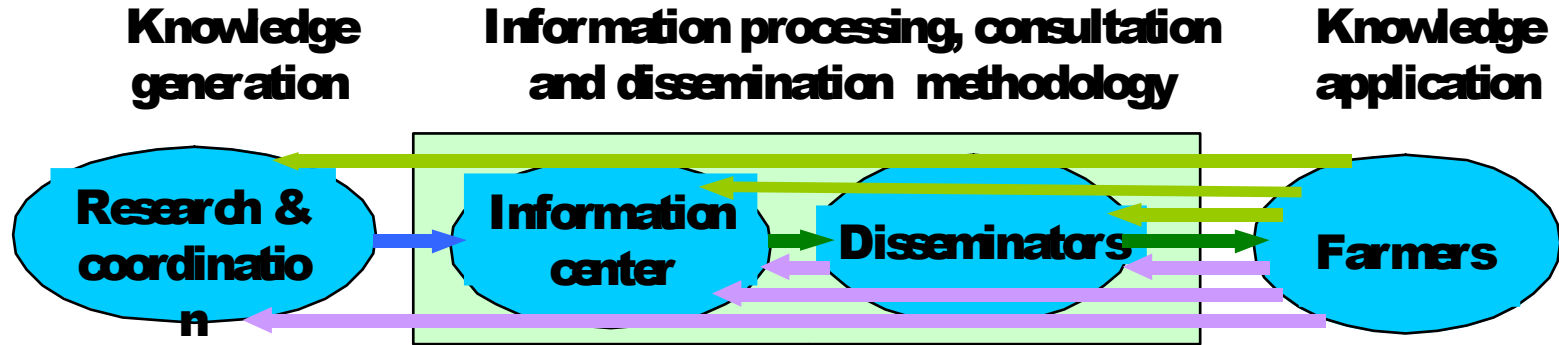 Knowledge
generation
Information processing, consultation
and dissemination methodology
Knowledge
application
Research &
coordinatio
n
Information
center
Disseminators
Farmers